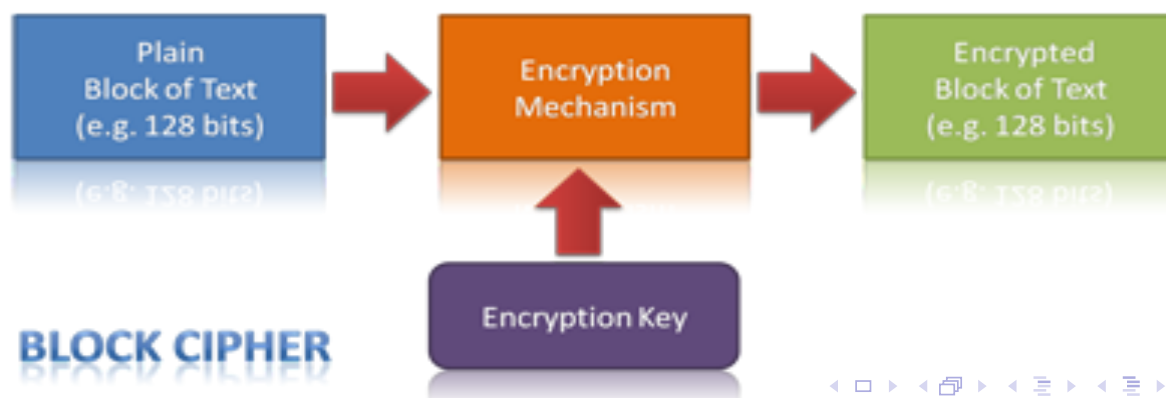 Plain
Block of Text
(e.g. 128 bits)
Encryption
Mechanism
Encrypted
Block of Text
(e.g. 128 bits)
Encryption Key
BLOCK CIPHER